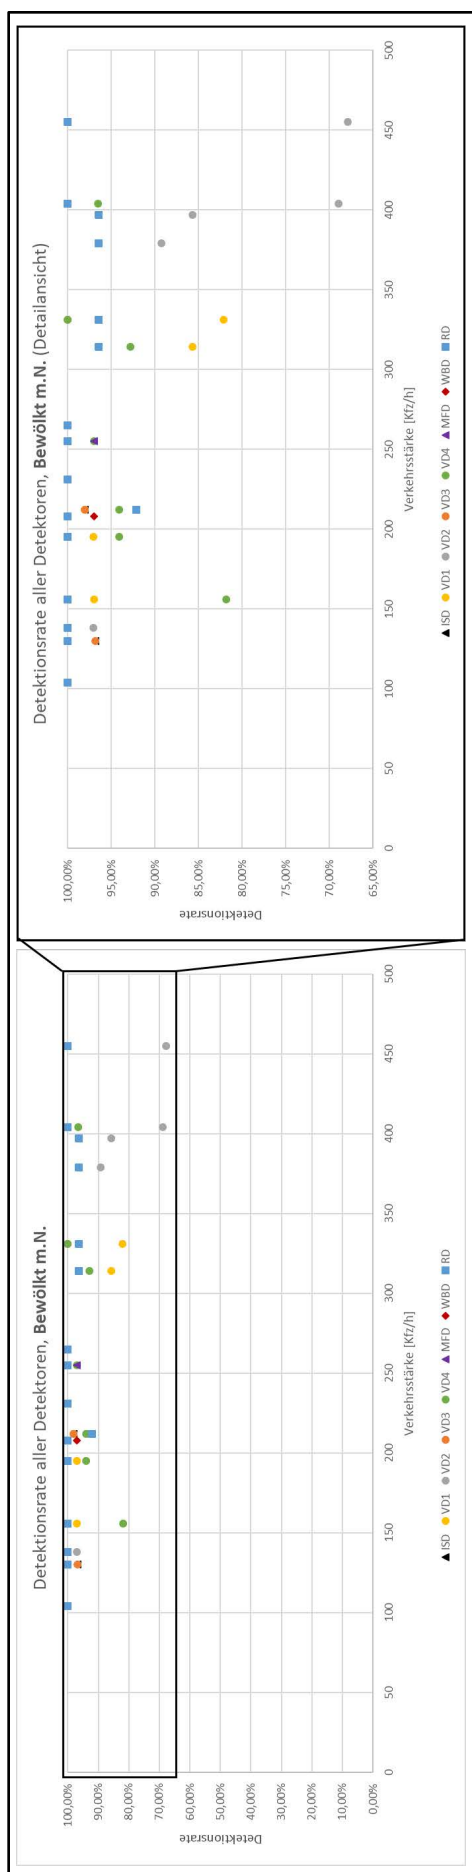 Detektionsrate aller Detektoren, Bewölkt m.N.
Detektionsrate
100,00%
90,00%
80,00%
70,00%
60,00%
50,00%
40,00%
30,00%
20,00%
10,00%
0,00%
0 50 100 150 200 250 300 350 400 450 500
Verkehrsstärke [Kfz/h]
ISD VD1 VD2 VD3 VD4 MFD WBD RD
Detektionsrate aller Detektoren, Bewölkt m.N. (Detailansicht)
Detektionsrate
100,00%
95,00%
90,00%
85,00%
80,00%
75,00%
70,00%
65,00%
0 50 100 150 200 250 300 350 400 450 500
Verkehrsstärke [Kfz/h]
ISD VD1 VD2 VD3 VD4 MFD WBD RD